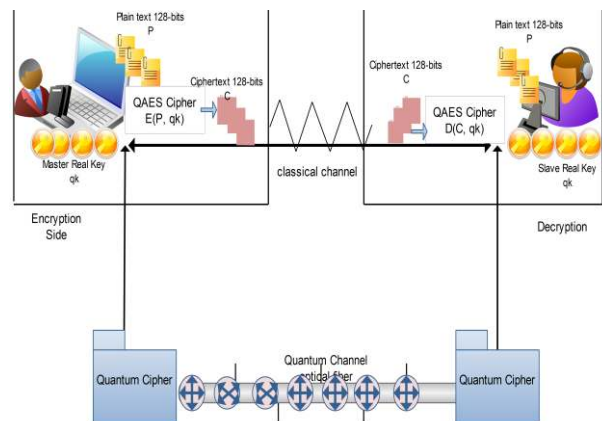 Plain text 128-bits
P
QAES Cipher
E(P, qk)
Ciphertext 128-bits
C
Master Real Key
qk
Encryption
Side
classical channel
Ciphertext 128-bits
C
QAES Cipher
D(C, qk)
Plain text 128-bits
P
Slave Real Key
qk
Decryption
Quantum Cipher
Quantum Channel
optical fiber
Quantum Cipher